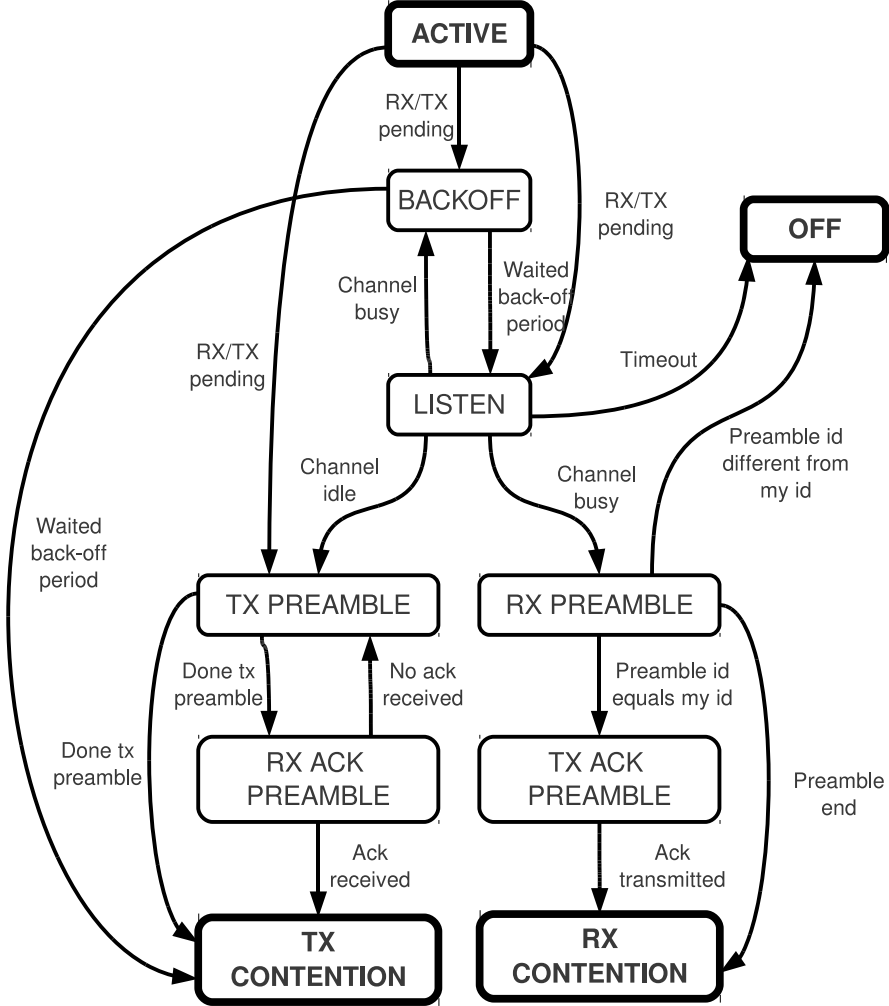 ACTIVE
RX/TX
pending
BACKOFF
RX/TX
pending
OFF
Channel
busy
Waited
back-off
period
RX/TX
pending
Timeout
LISTEN
Preamble id
different from
my id
Channel
idle
Channel
busy
Waited
back-off
period
TX PREAMBLE
RX PREAMBLE
Done tx
preamble
No ack
received
Preamble id
equals my id
Done tx
preamble
RX ACK
PREAMBLE
TX ACK
PREAMBLE
Preamble
end
Ack
received
Ack
transmitted
TX
CONTENTION
RX
CONTENTION